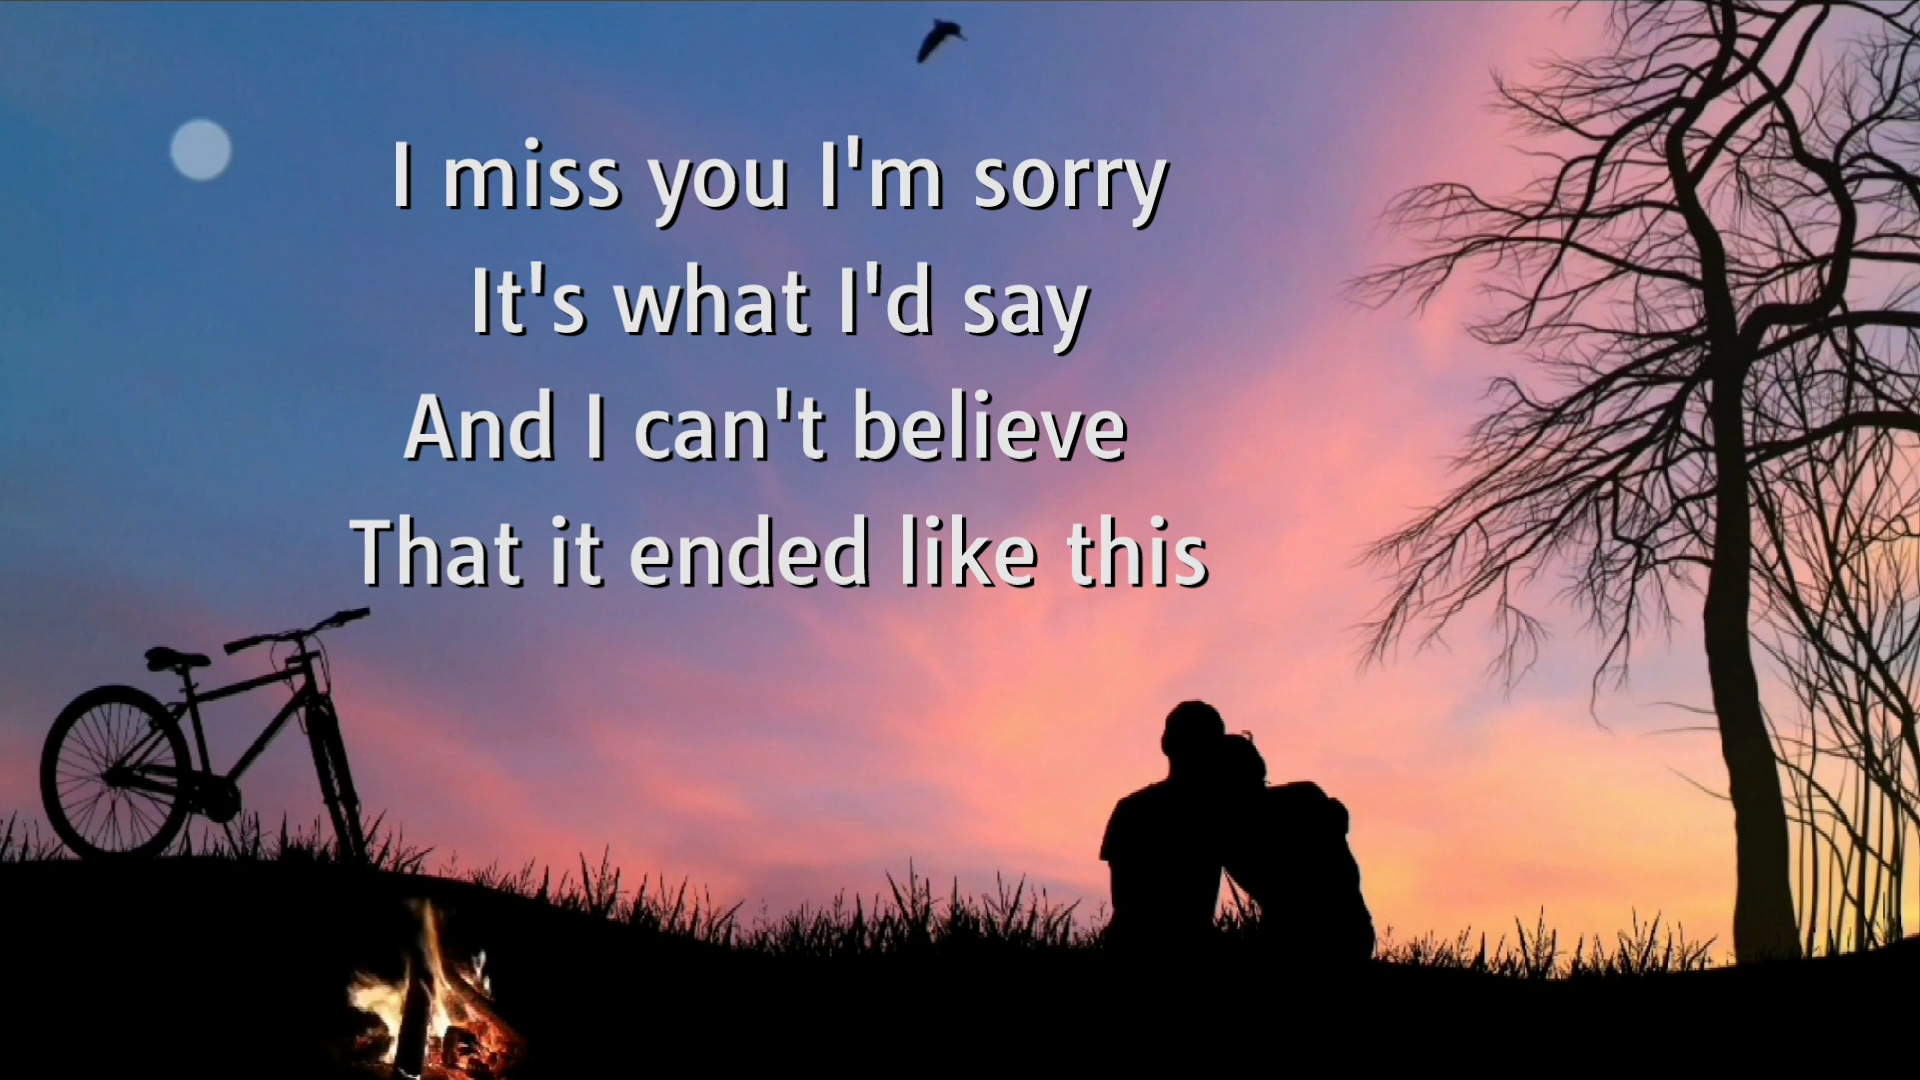 I miss you I'm sorry
It's what I'd say
And I can't believe
That it ended like this